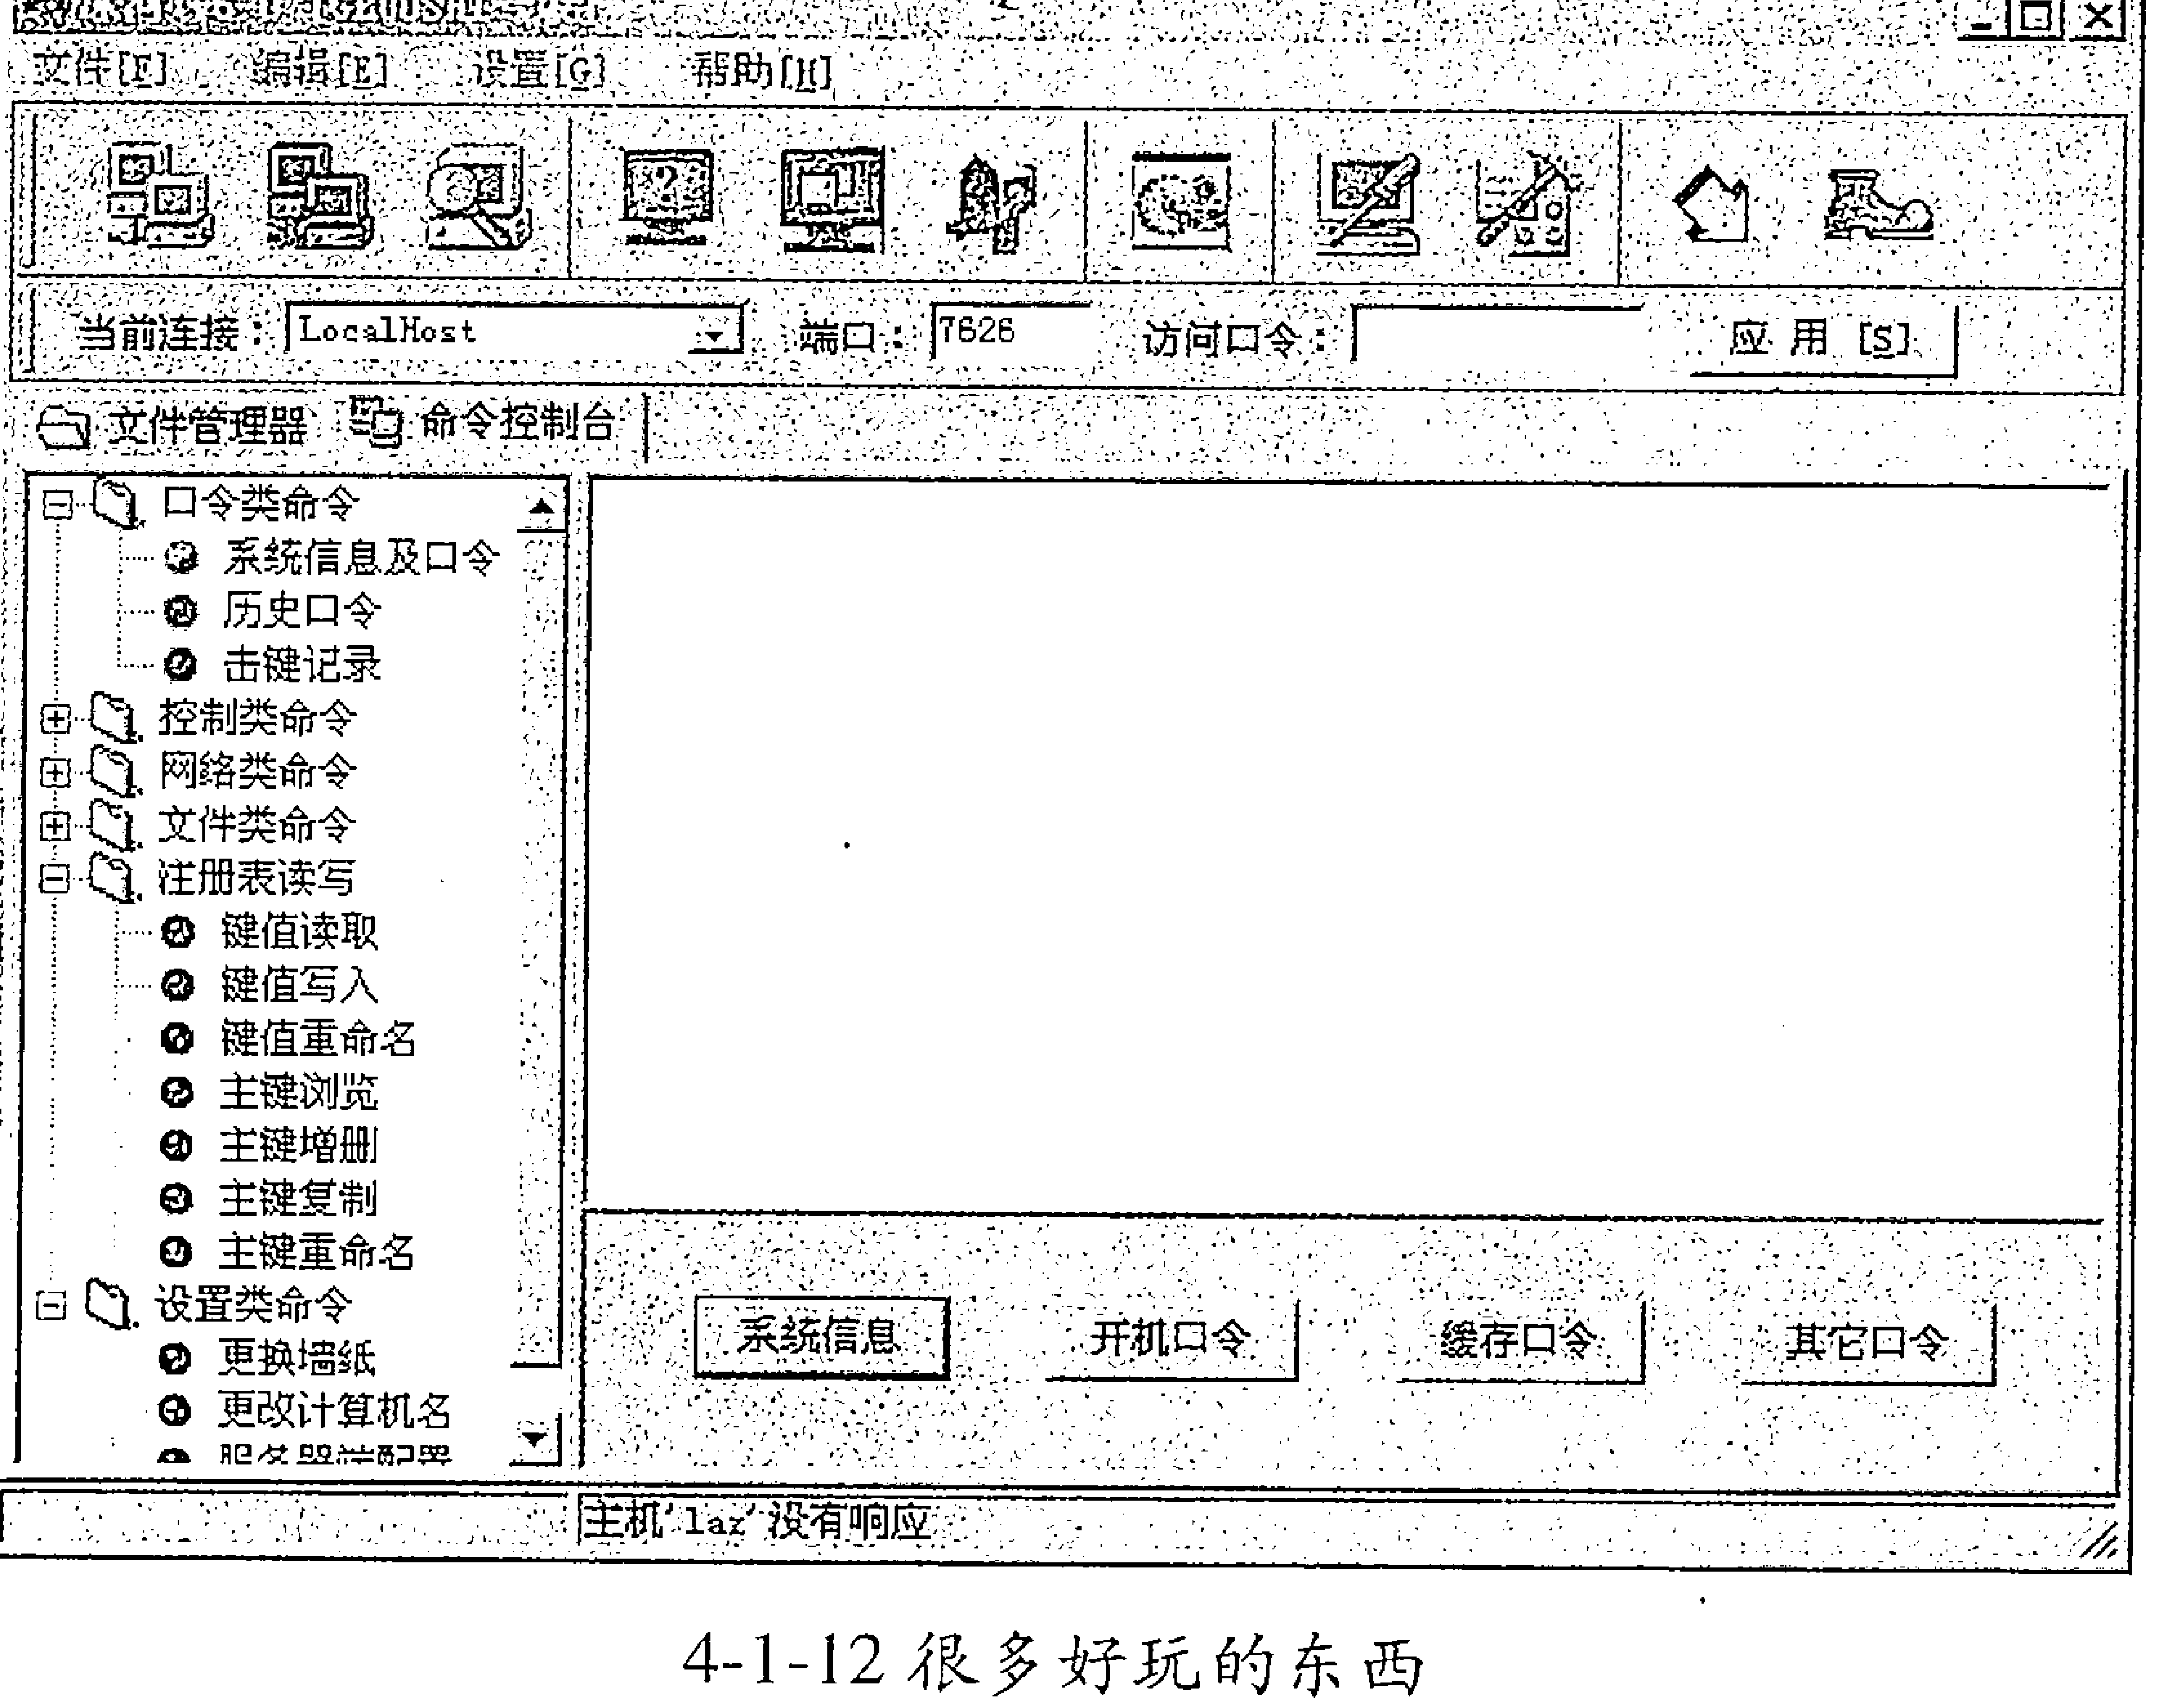 文件[F] 编辑[E] 设置[G] 帮助[H]
当前连接: LocalHost 端口: 7626 访问口令: 应 用 [S]
文件管理器 命令控制台
口令类命令
系统信息及口令
历史口令
击键记录
控制类命令
网络类命令
文件类命令
注册表读写
键值读取
键值写入
键值重命名
主键浏览
主键增删
主键复制
主键重命名
设置类命令
更换墙纸
更改计算机名
服务器端配置
系统信息 开机口令 缓存口令 其它口令
主机'laz'没有响应
4-1-12 很多好玩的东西